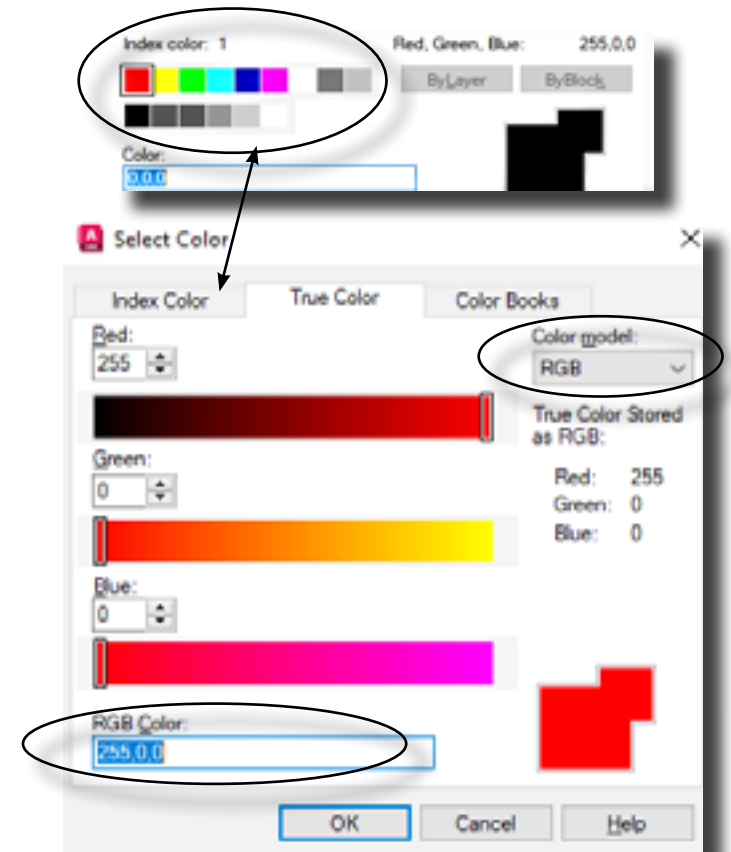 Index color: 1 Red, Green, Blue: 255,0,0
ByLayer ByBlock
Color:
0,0,0
Select Color
Index Color True Color Color Books
Red: Color model:
255 RGB
True Color Stored
as RGB:
Green: Red: 255
0 Green: 0
Blue: 0
Blue:
0
RGB Color:
255,0,0
OK Cancel Help